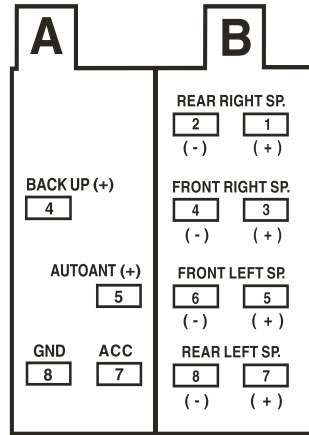 A
BACK UP (+)
4
AUTOANT (+)
5
GND ACC
8 7
B
REAR RIGHT SP.
2 1
(-) (+)
FRONT RIGHT SP.
4 3
(-) (+)
FRONT LEFT SP.
6 5
(-) (+)
REAR LEFT SP.
8 7
(-) (+)